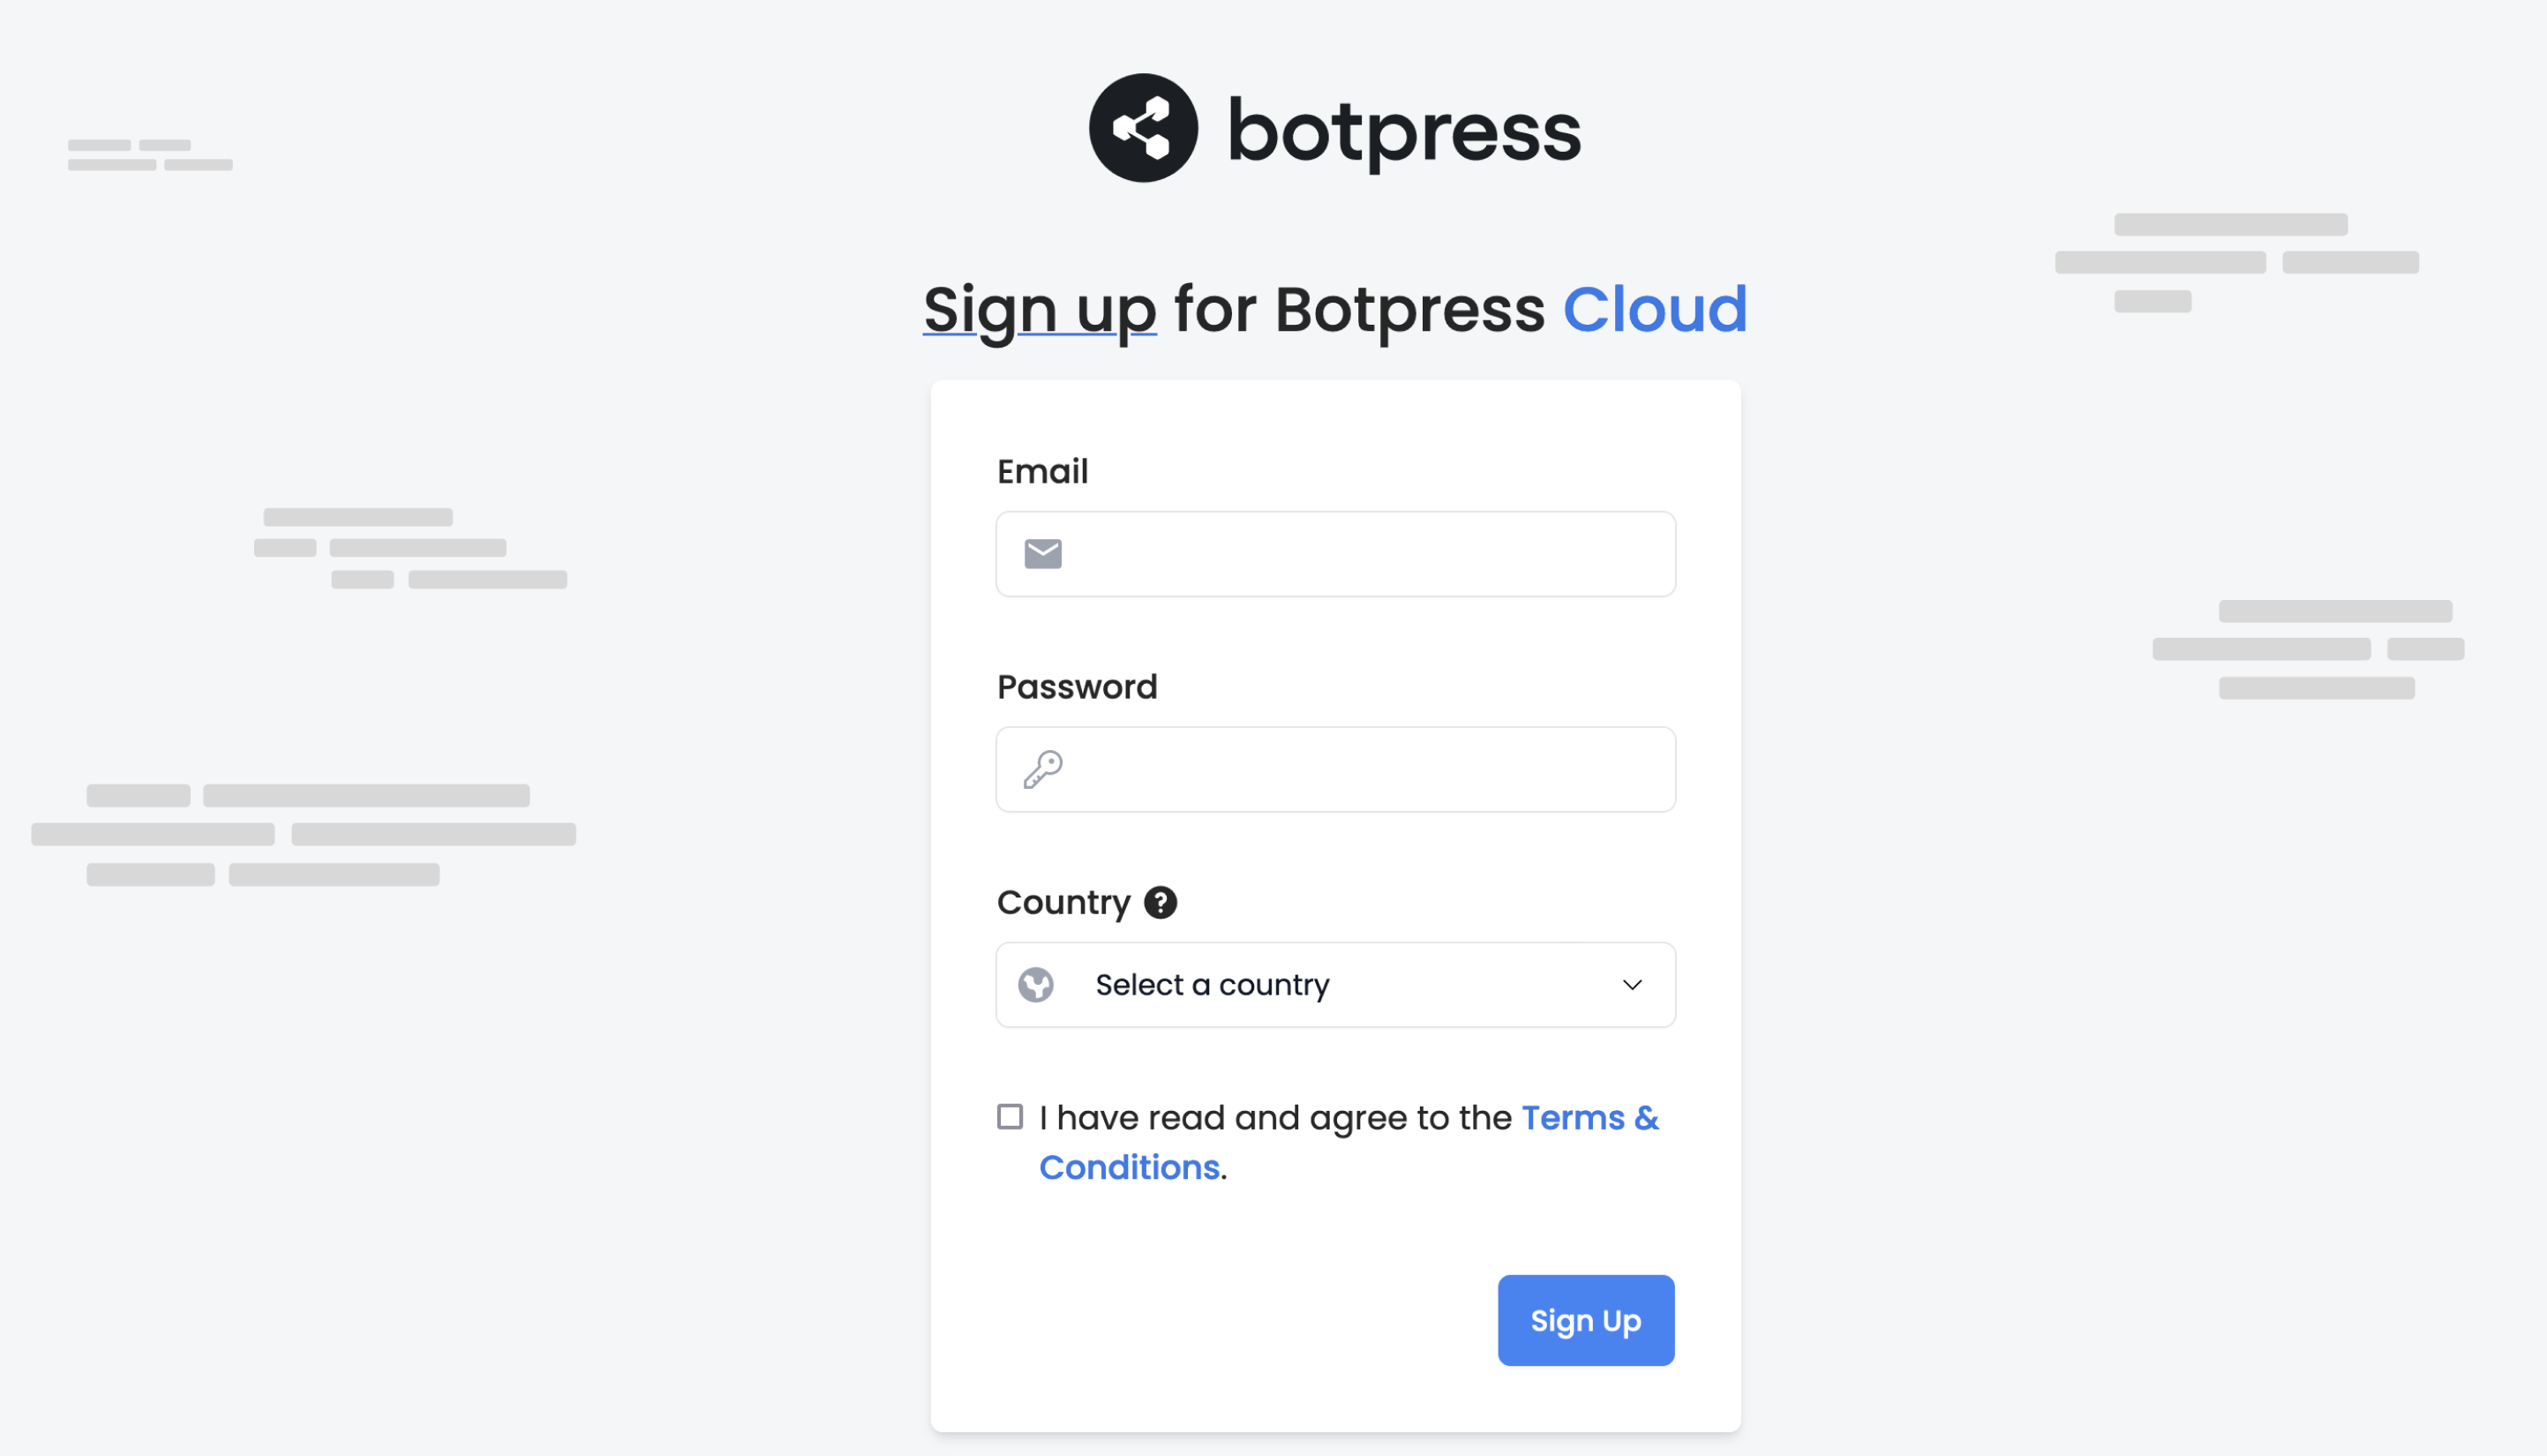 botpress
Sign up for Botpress Cloud
Email
Password
Country ?
Select a country
I have read and agree to the Terms &
Conditions.
Sign Up